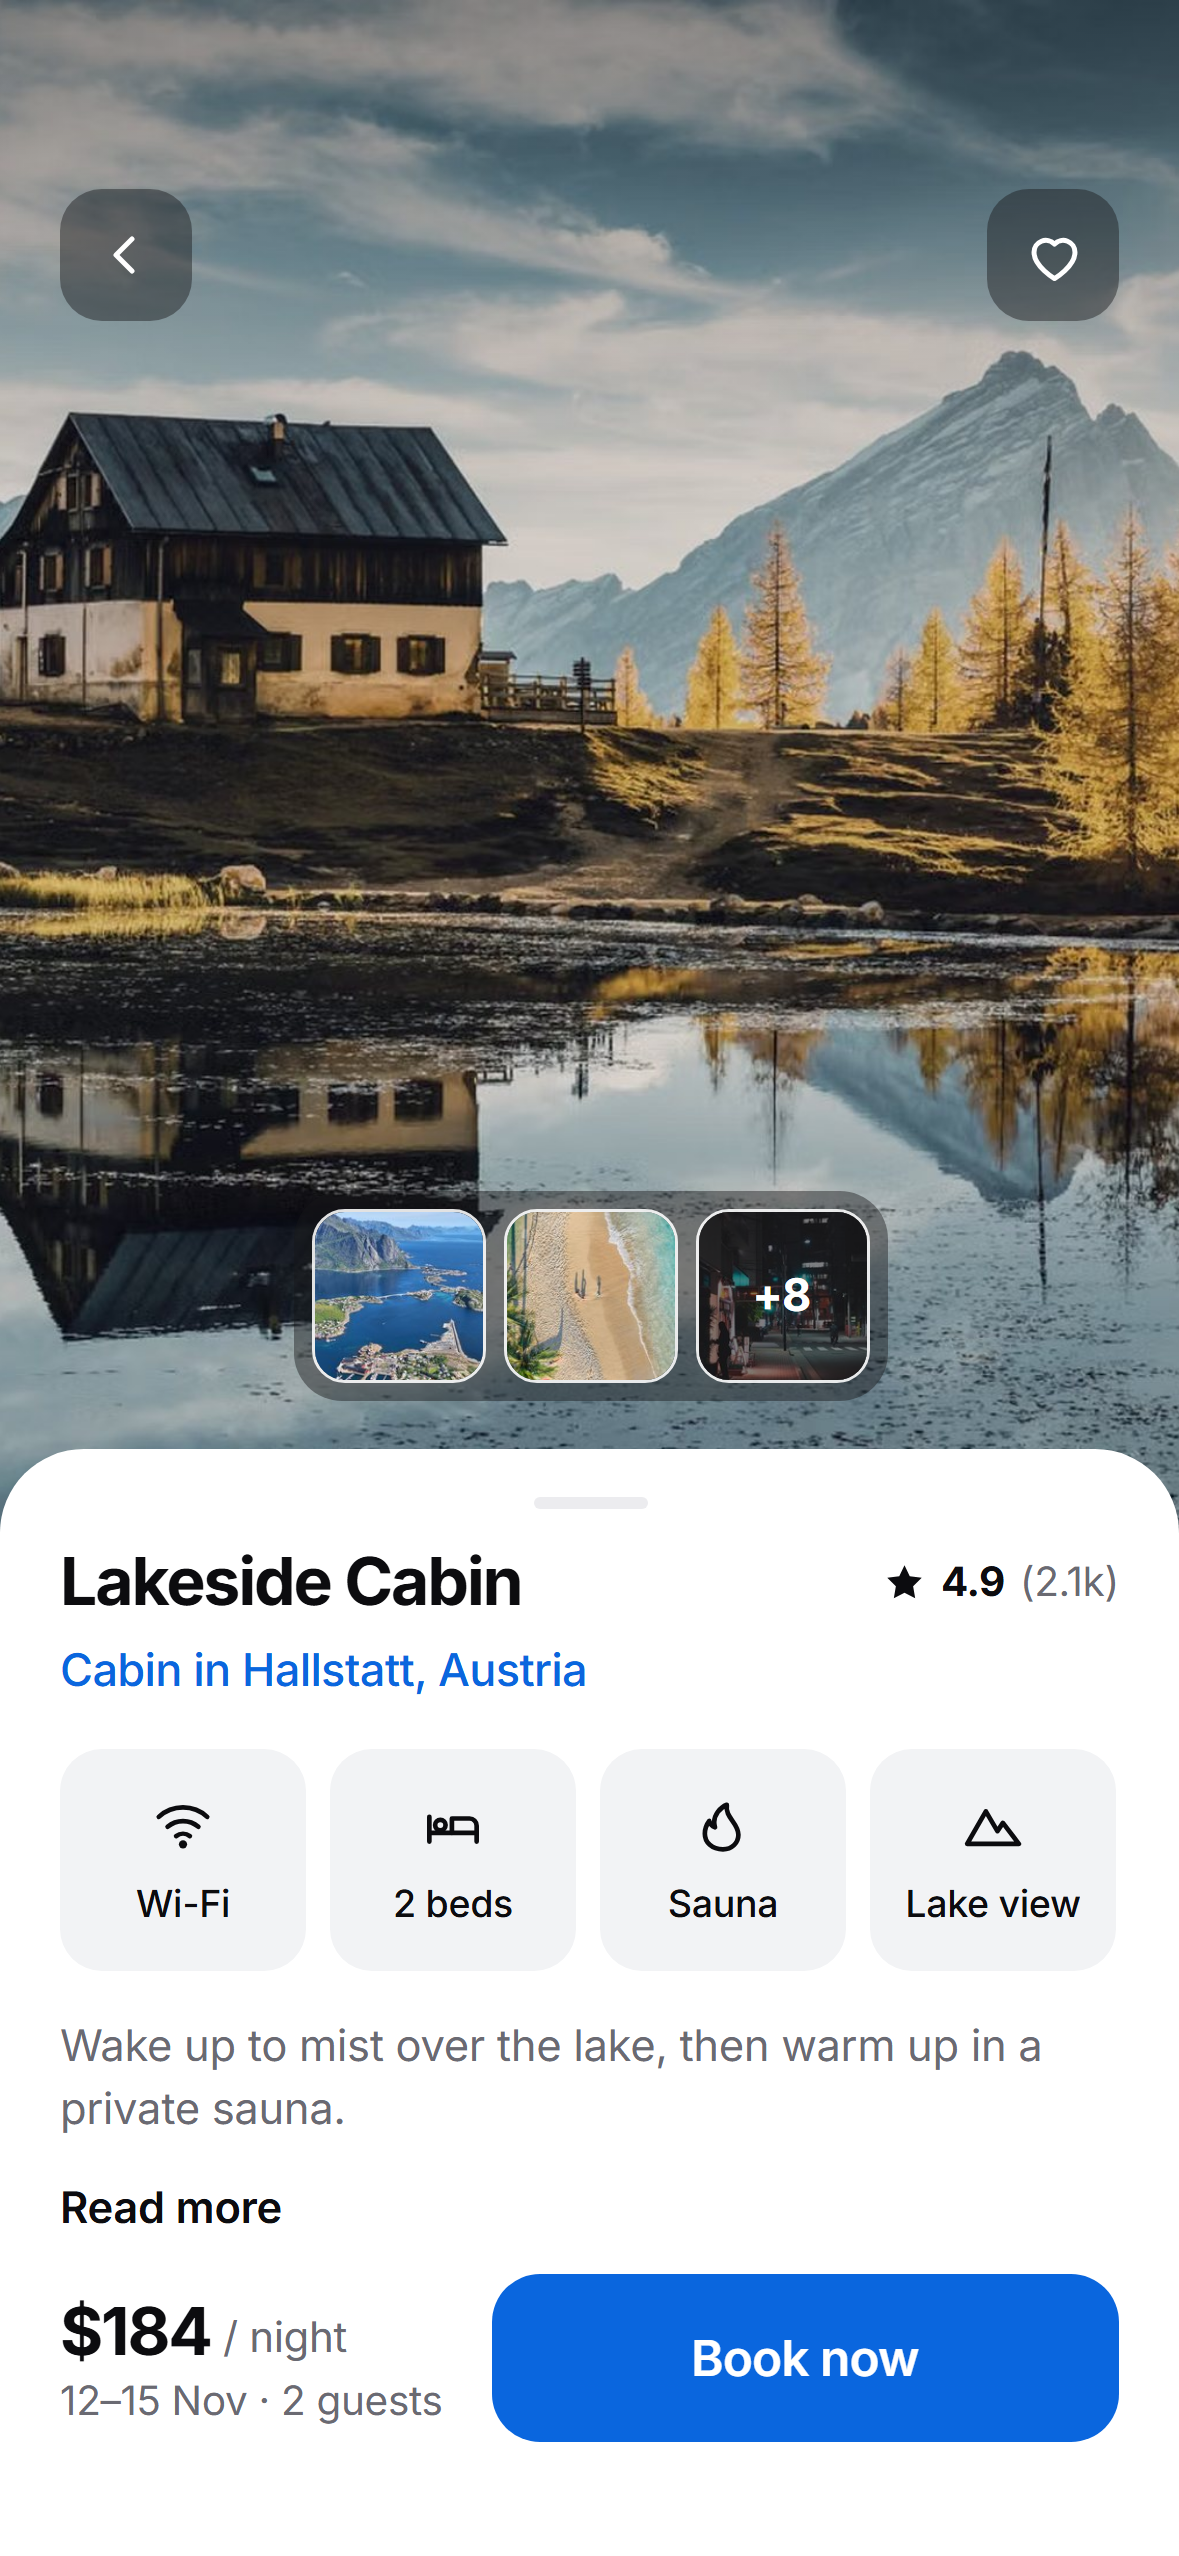 +8
Lakeside Cabin
4.9 (2.1k)
Cabin in Hallstatt, Austria
Wi-Fi
2 beds
Sauna
Lake view
Wake up to mist over the lake, then warm up in a
private sauna.
Read more
$184 / night
12–15 Nov · 2 guests
Book now